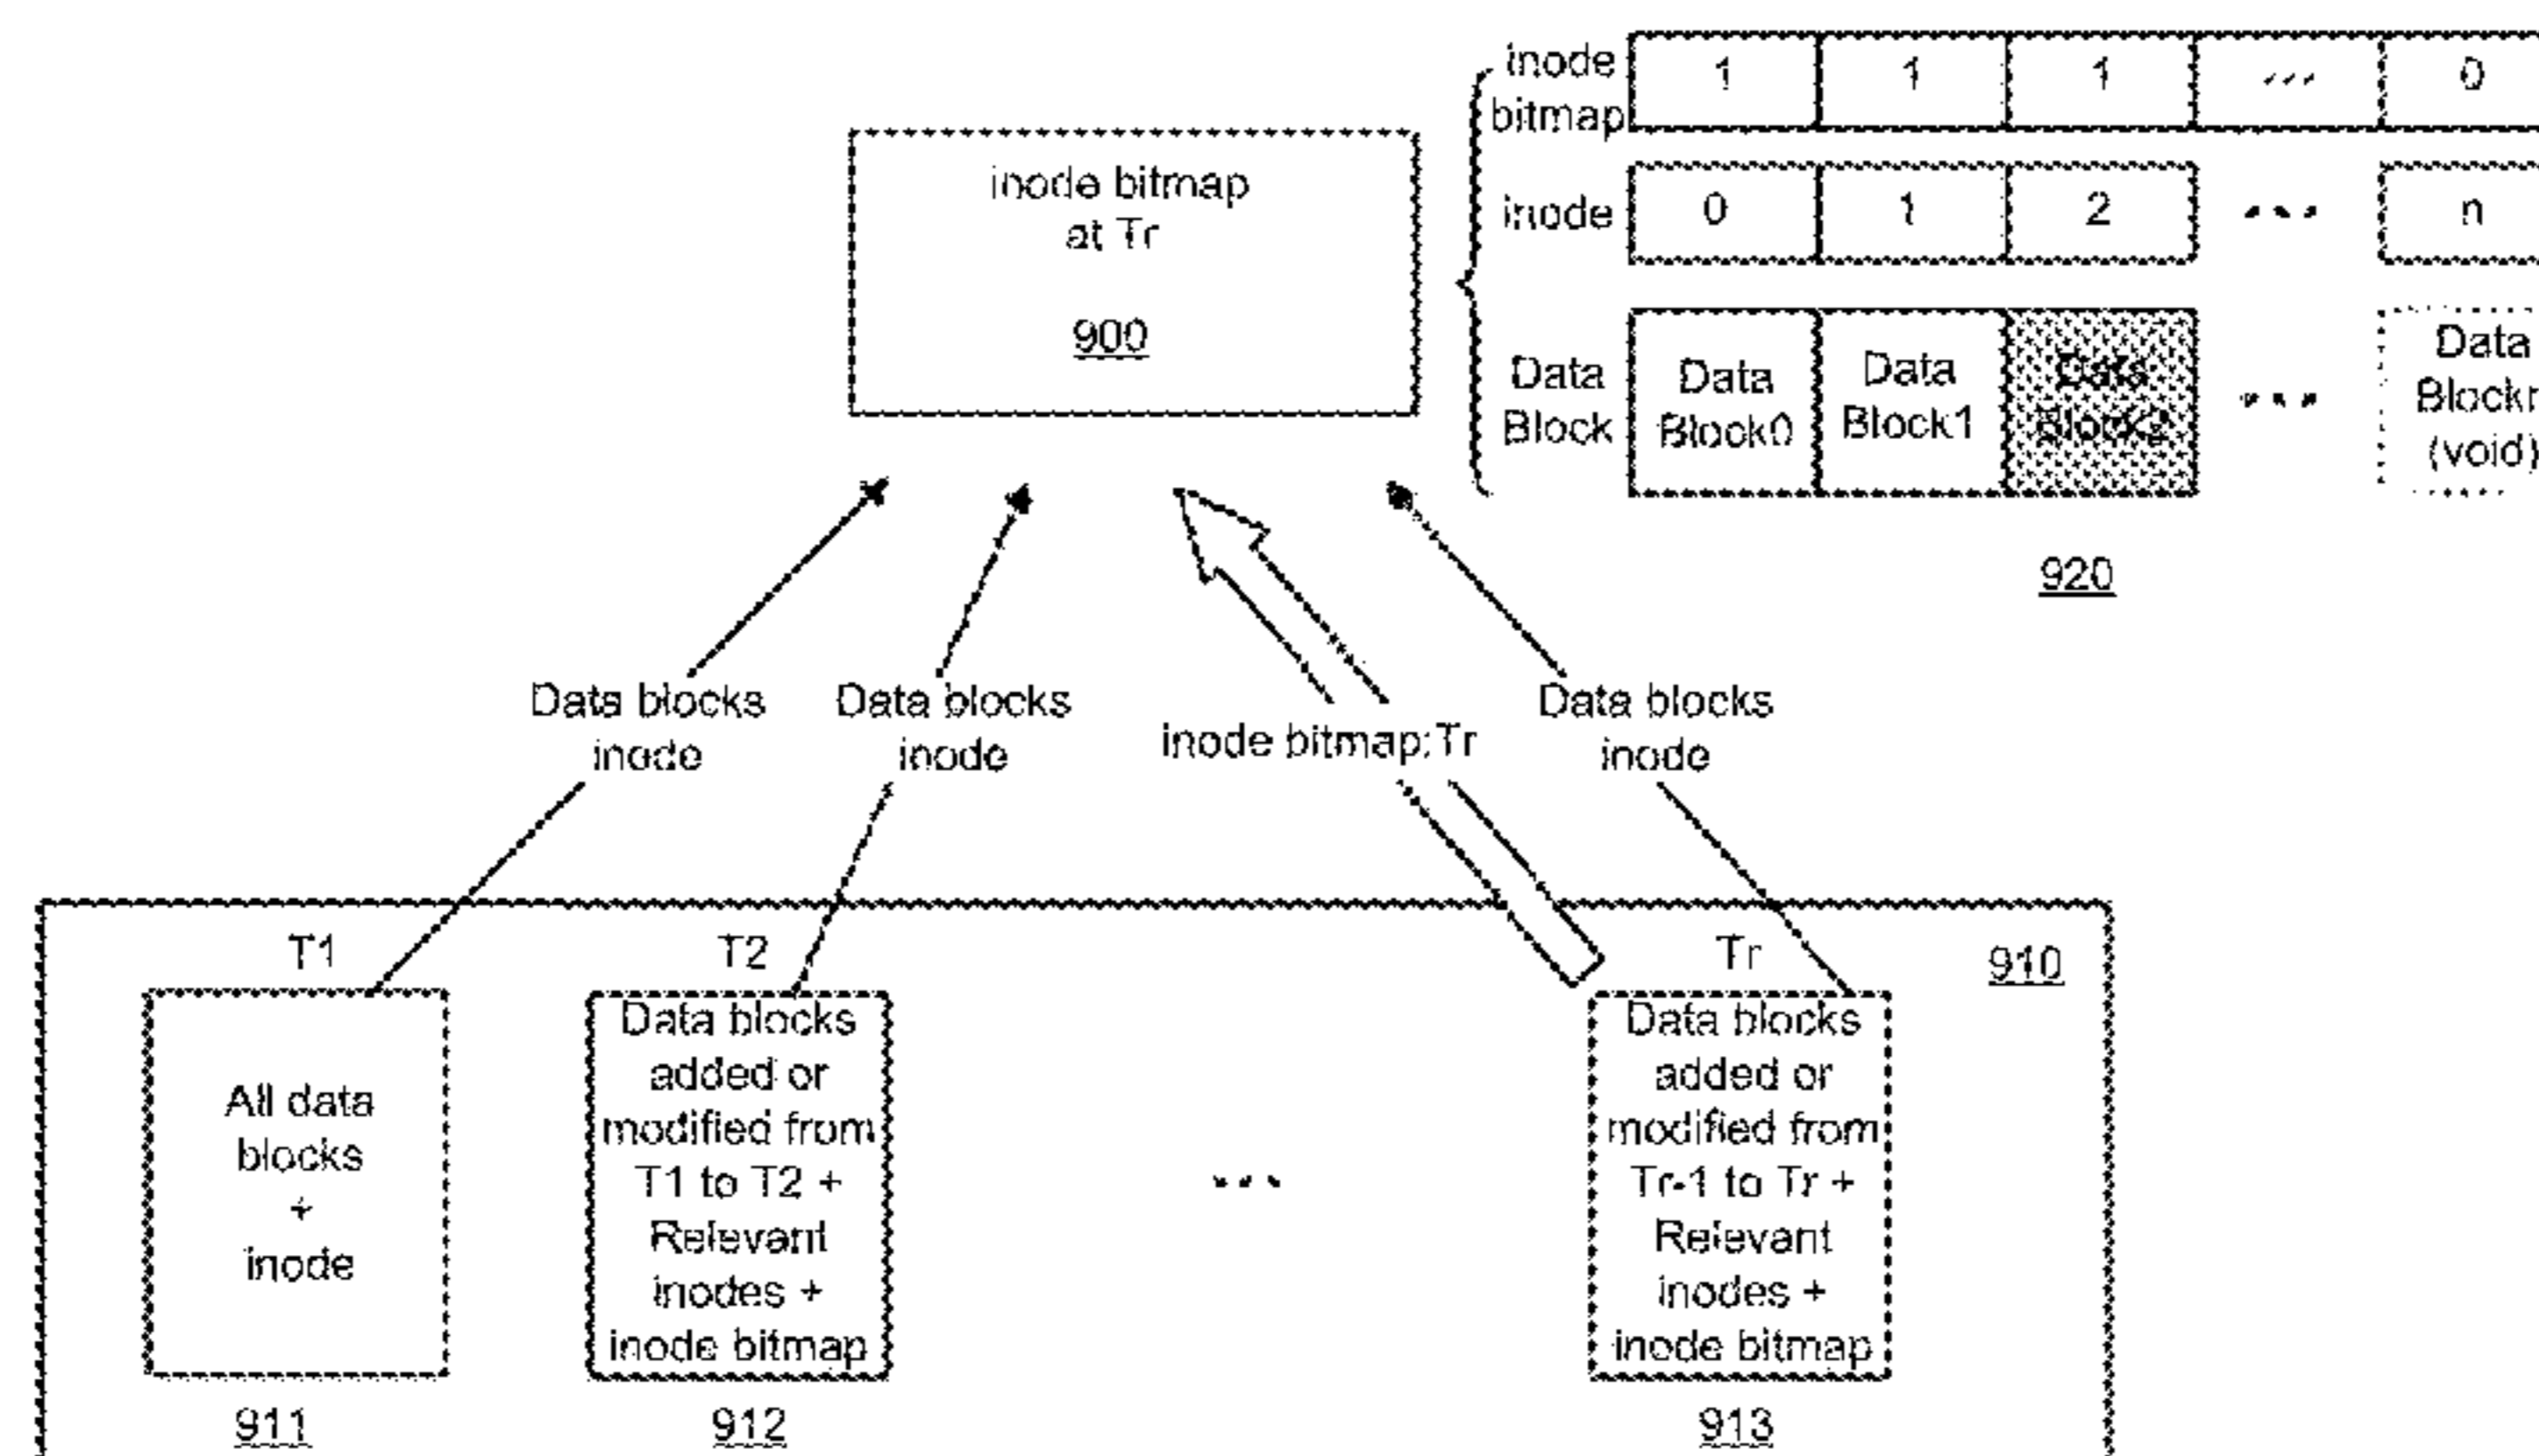 inode
bitmap
1 1 1 ... 0
inode 0 1 2 ... n
Data
Block
Data
Block0
Data
Block1
Data
...
Data
(void)
920
inode bitmap
at Tr
900
Data blocks
inode
Data blocks
inode
inode bitmap:Tr
Data blocks
inode
910
T1
All data
blocks
+
inode
911
T2
Data blocks
added or
modified from
T1 to T2 +
Relevant
inodes +
inode bitmap
912
...
Tr
Data blocks
added or
modified from
Tr-1 to Tr +
Relevant
inodes +
inode bitmap
913